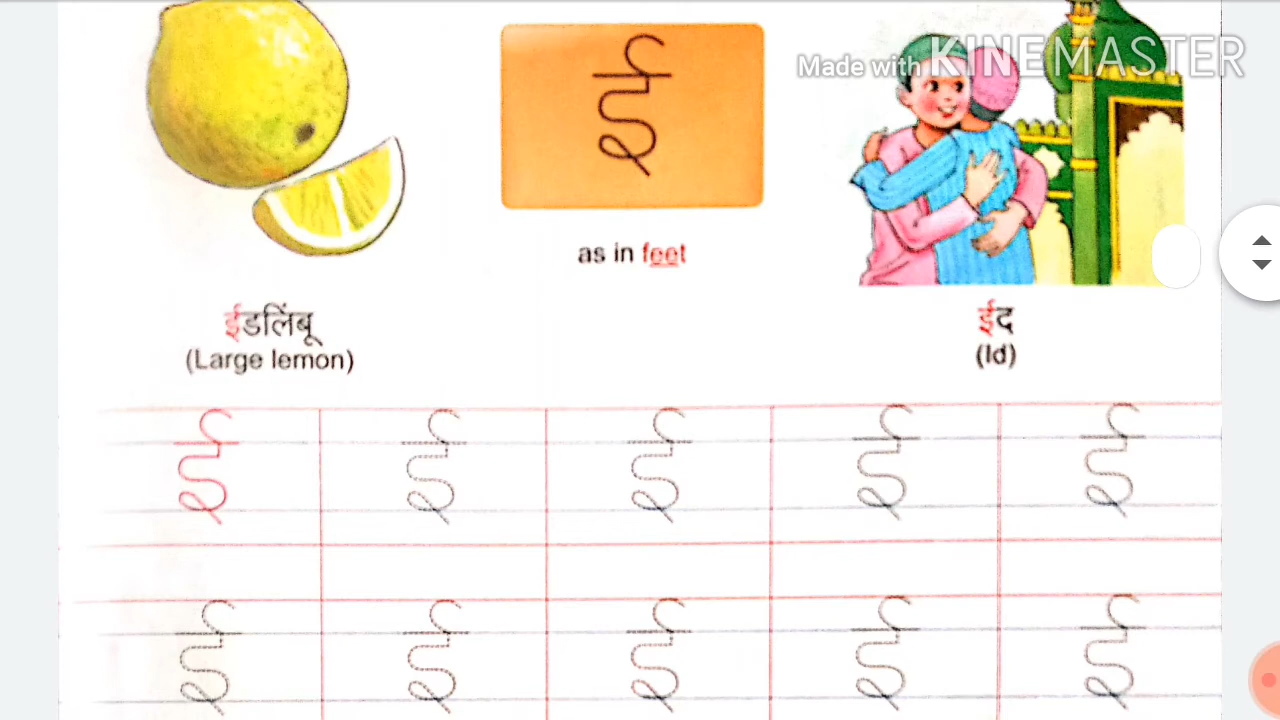 Made with KINEMASTER
ई
as in feet
ईडलिंबू
(Large lemon)
ईद
(Id)
ई ई ई ई ई
ई ई ई ई ई